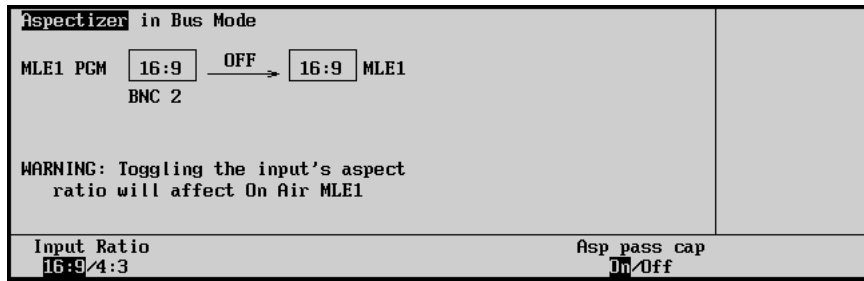 Aspectizer in Bus Mode
MLE1 PGM 16:9 OFF 16:9 MLE1
BNC 2
WARNING: Toggling the input's aspect
ratio will affect On Air MLE1
Input Ratio Asp pass cap
16:9/4:3 On/Off